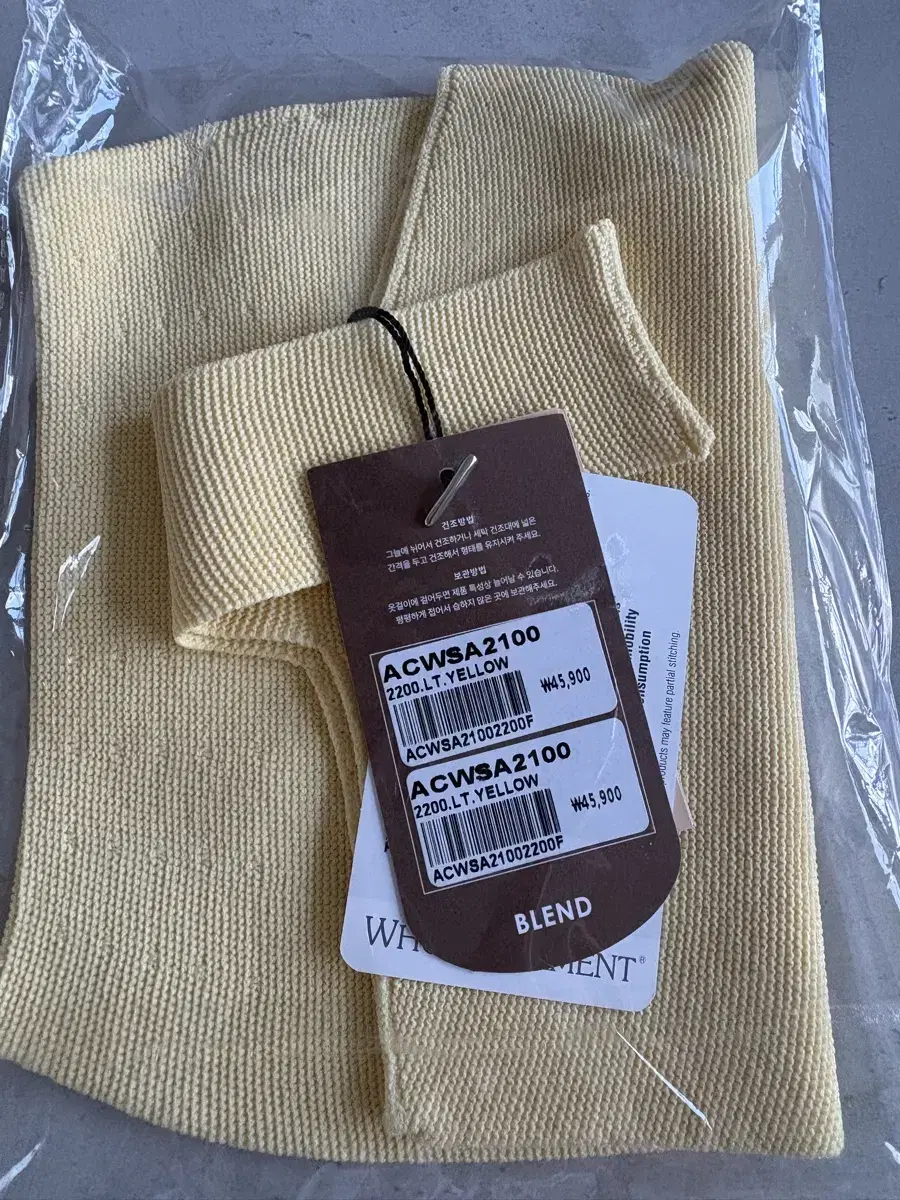 건조방법
그늘에 뉘어서 건조하거나 세탁 건조대에 넓은
간격을 두고 건조해서 형태를 유지시켜 주세요.
보관방법
옷걸이에 걸어두면 제품 특성상 늘어날 수 있습니다.
평평하게 접어서 습하지 않은 곳에 보관해주세요.
ACWSA2100
2200.LT.YELLOW
₩45,900
ACWSA21002200F
ACWSA2100
2200.LT.YELLOW
₩45,900
ACWSA21002200F
BLEND
products may feature partial stitching.